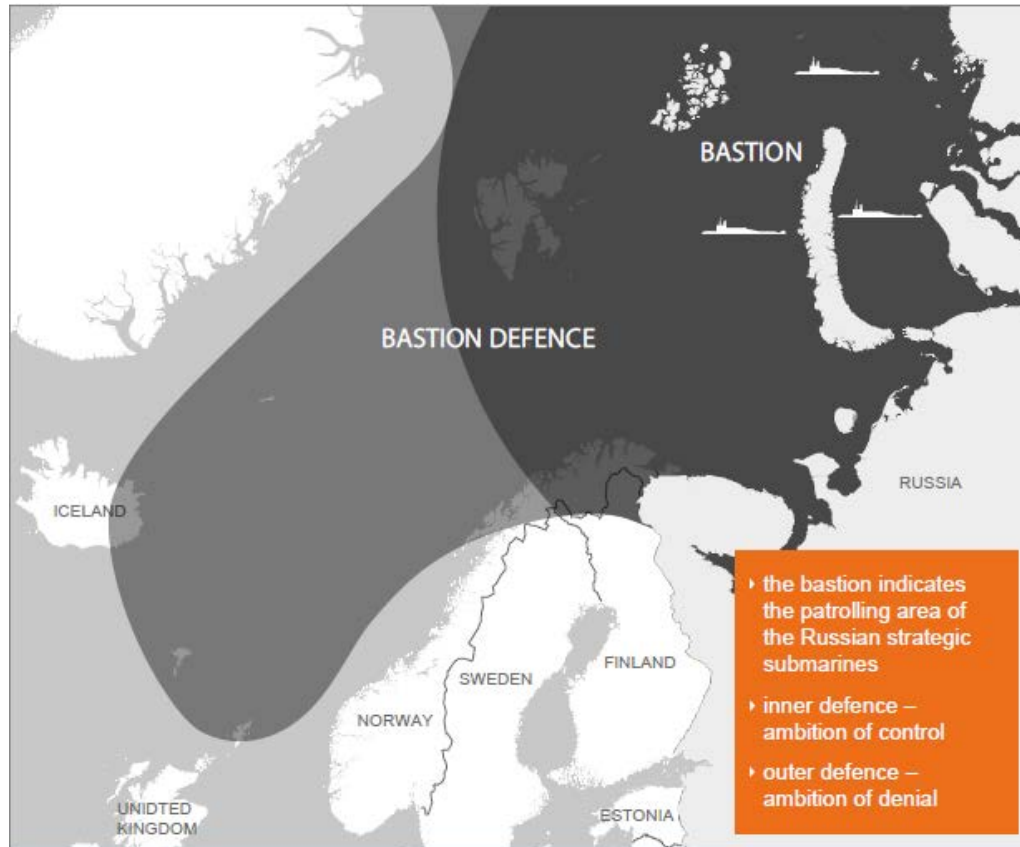 BASTION
BASTION DEFENCE
ICELAND
RUSSIA
SWEDEN
FINLAND
NORWAY
UNIDTED
KINGDOM
ESTONIA
the bastion indicates
the patrolling area of
the Russian strategic
submarines
inner defence –
ambition of control
outer defence –
ambition of denial